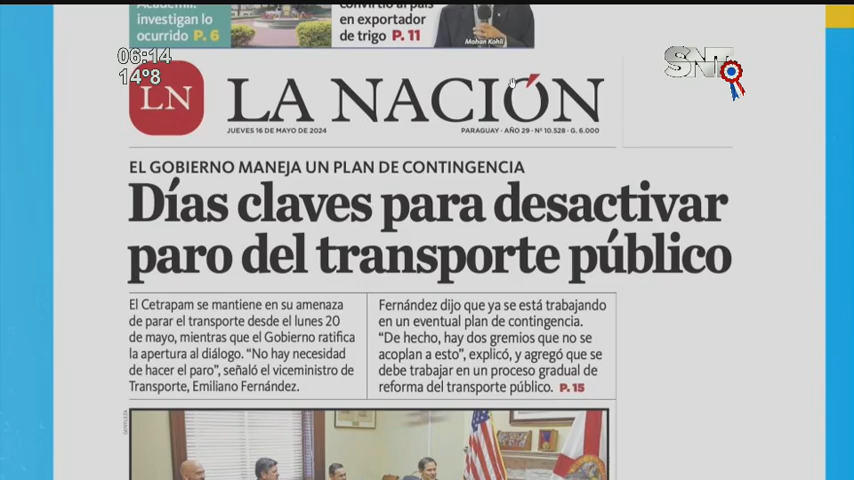 investigan lo
ocurrido P. 6
convirtió al país
en exportador
de trigo P. 11
Mohan Kohli
06:14
14°8
SNT
LN
LA NACIÓN
JUEVES 16 DE MAYO DE 2024
PARAGUAY - AÑO 29 - Nº 10.528 - G. 6.000
EL GOBIERNO MANEJA UN PLAN DE CONTINGENCIA
Días claves para desactivar
paro del transporte público
El Cetrapam se mantiene en su amenaza
de parar el transporte desde el lunes 20
de mayo, mientras que el Gobierno ratifica
la apertura al diálogo. “No hay necesidad
de hacer el paro”, señaló el viceministro de
Transporte, Emiliano Fernández.
Fernández dijo que ya se está trabajando
en un eventual plan de contingencia.
“De hecho, hay dos gremios que no se
acoplan a esto”, explicó, y agregó que se
debe trabajar en un proceso gradual de
reforma del transporte público. P. 15
GENTILEZA